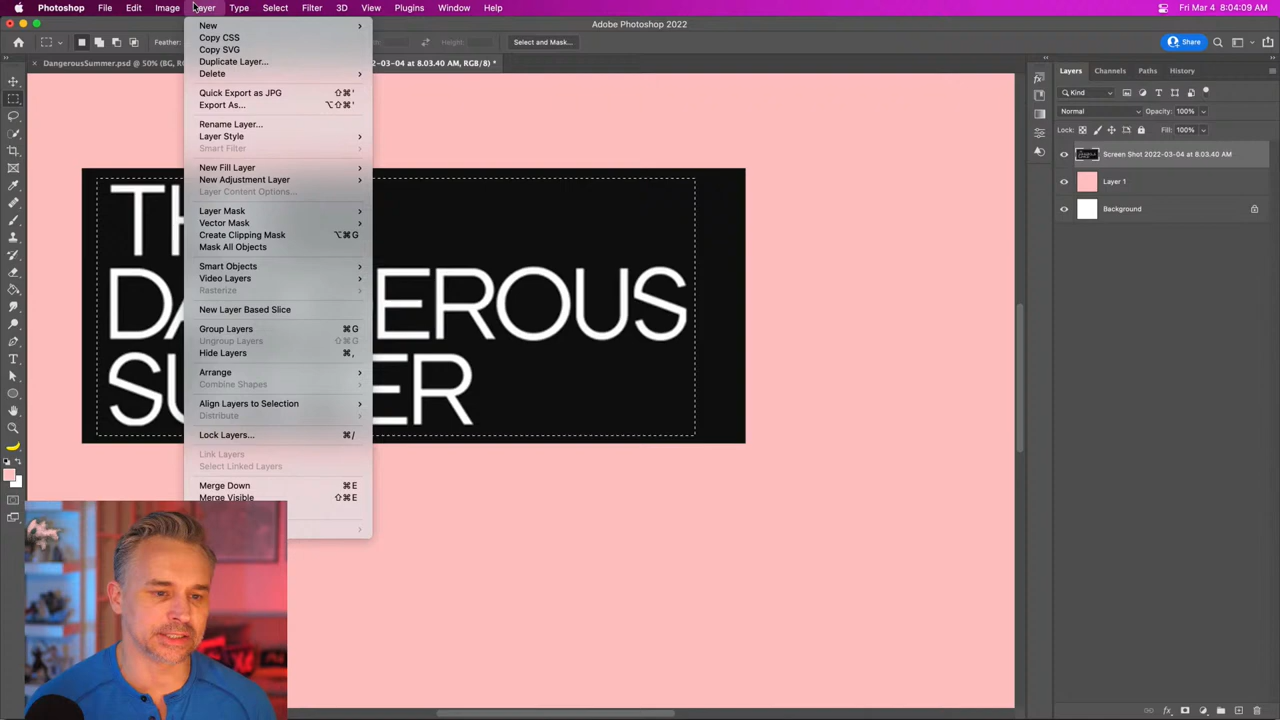 Photoshop File Edit Image Layer Type Select Filter 3D View Plugins Window Help Fri Mar 4 8:04:09 AM
Adobe Photoshop 2022
Feather: Width: Height: Select and Mask... Share
DangerousSummer.psd @ 50% (BG, RG 2022-03-04 at 8.03.40 AM, RGB/8) *
New
Copy CSS
Copy SVG
Duplicate Layer...
Delete
Quick Export as JPG ⇧⌘'
Export As... ⌥⇧⌘'
Rename Layer...
Layer Style
Smart Filter
New Fill Layer
New Adjustment Layer
Layer Content Options...
Layer Mask
Vector Mask
Create Clipping Mask ⌥⌘G
Mask All Objects
Smart Objects
Video Layers
Rasterize
New Layer Based Slice
Group Layers ⌘G
Ungroup Layers ⇧⌘G
Hide Layers ⌘,
Arrange
Combine Shapes
Align Layers to Selection
Distribute
Lock Layers... ⌘/
Link Layers
Select Linked Layers
Merge Down ⌘E
Merge Visible ⇧⌘E
TH
DA EROUS
SU ER
Layers Channels Paths History
Kind
Normal Opacity: 100%
Lock: Fill: 100%
Screen Shot 2022-03-04 at 8.03.40 AM
Layer 1
Background